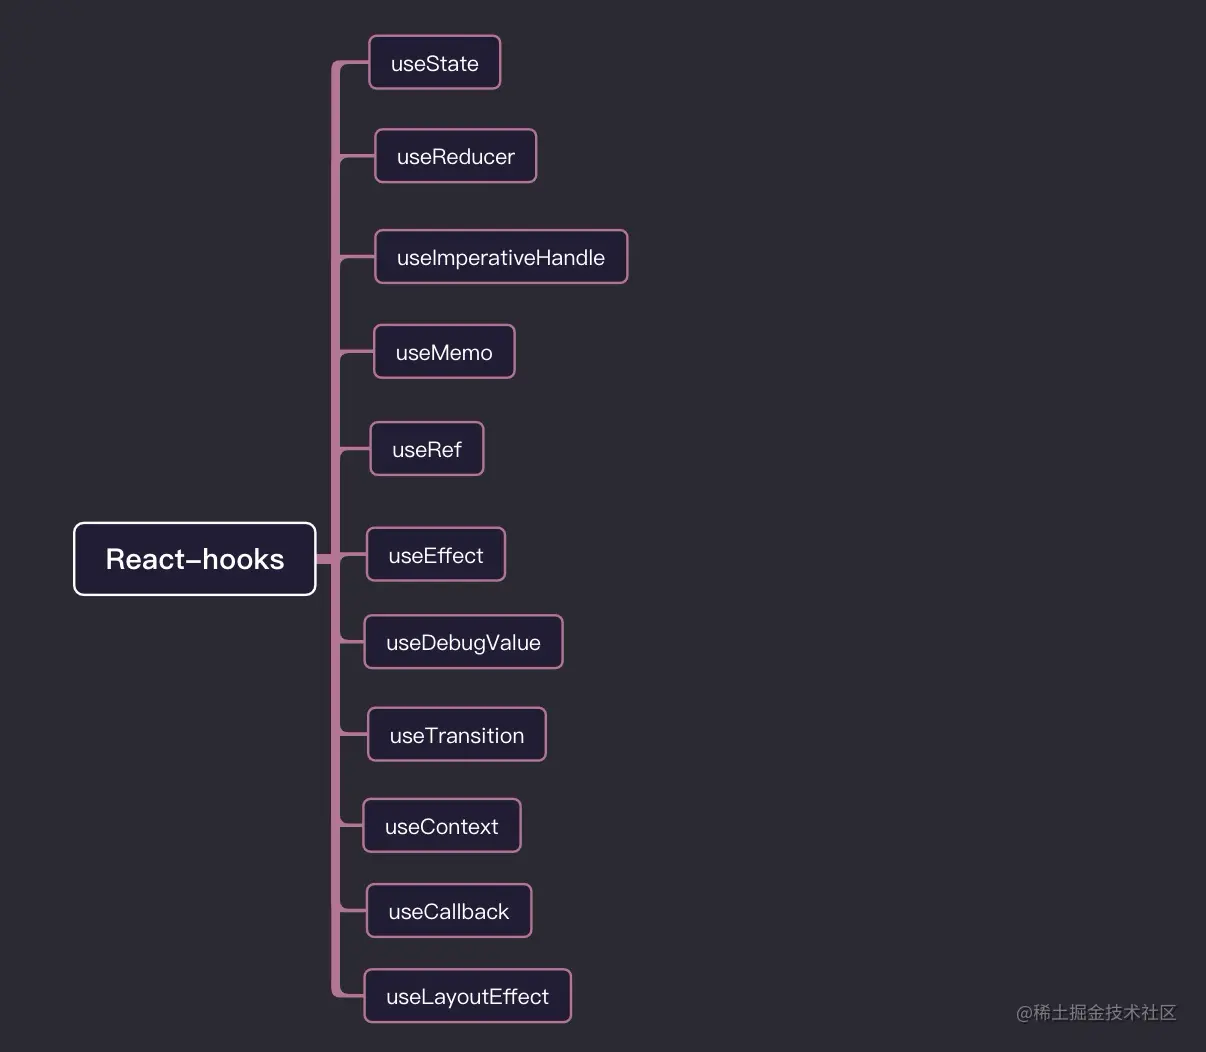 useState
useReducer
useImperativeHandle
useMemo
useRef
React-hooks
useEffect
useDebugValue
useTransition
useContext
useCallback
useLayoutEffect
@稀土掘金技术社区